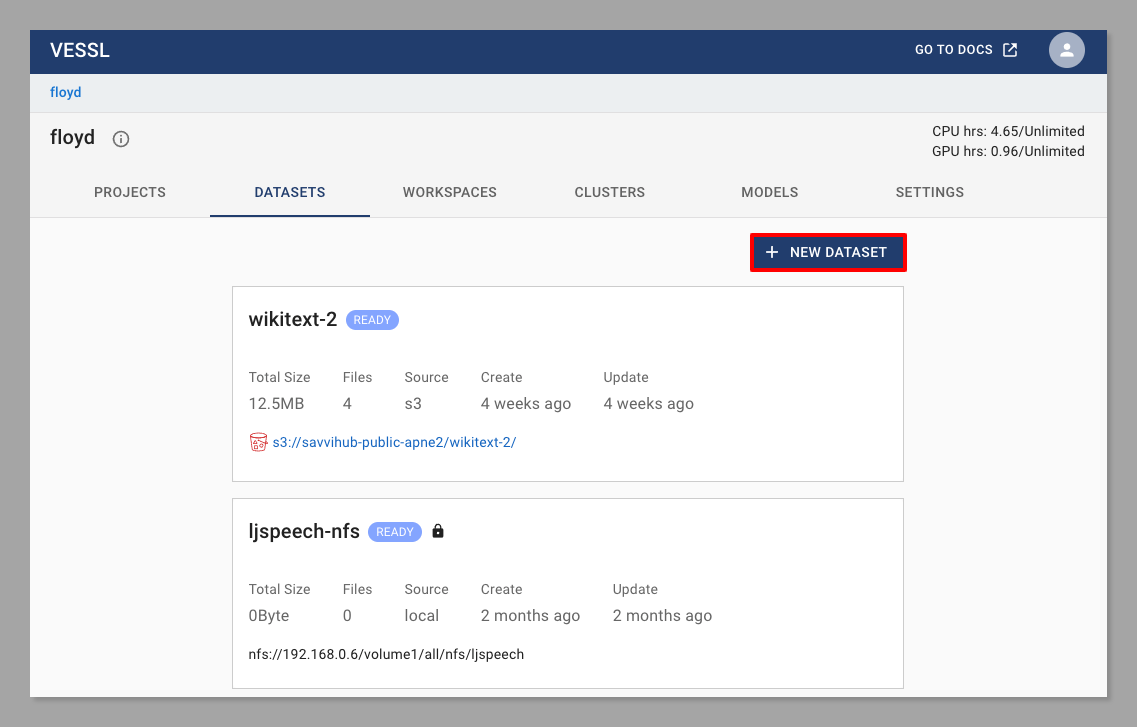 VESSL GO TO DOCS
floyd
floyd
CPU hrs: 4.65/Unlimited
GPU hrs: 0.96/Unlimited
PROJECTS DATASETS WORKSPACES CLUSTERS MODELS SETTINGS
+ NEW DATASET
wikitext-2 READY
Total Size Files Source Create Update
12.5MB 4 s3 4 weeks ago 4 weeks ago
s3://savvihub-public-apne2/wikitext-2/
ljspeech-nfs READY
Total Size Files Source Create Update
0Byte 0 local 2 months ago 2 months ago
nfs://192.168.0.6/volume1/all/nfs/ljspeech